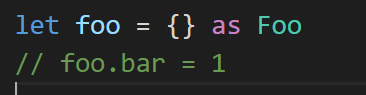 let foo = {} as Foo
// foo.bar = 1